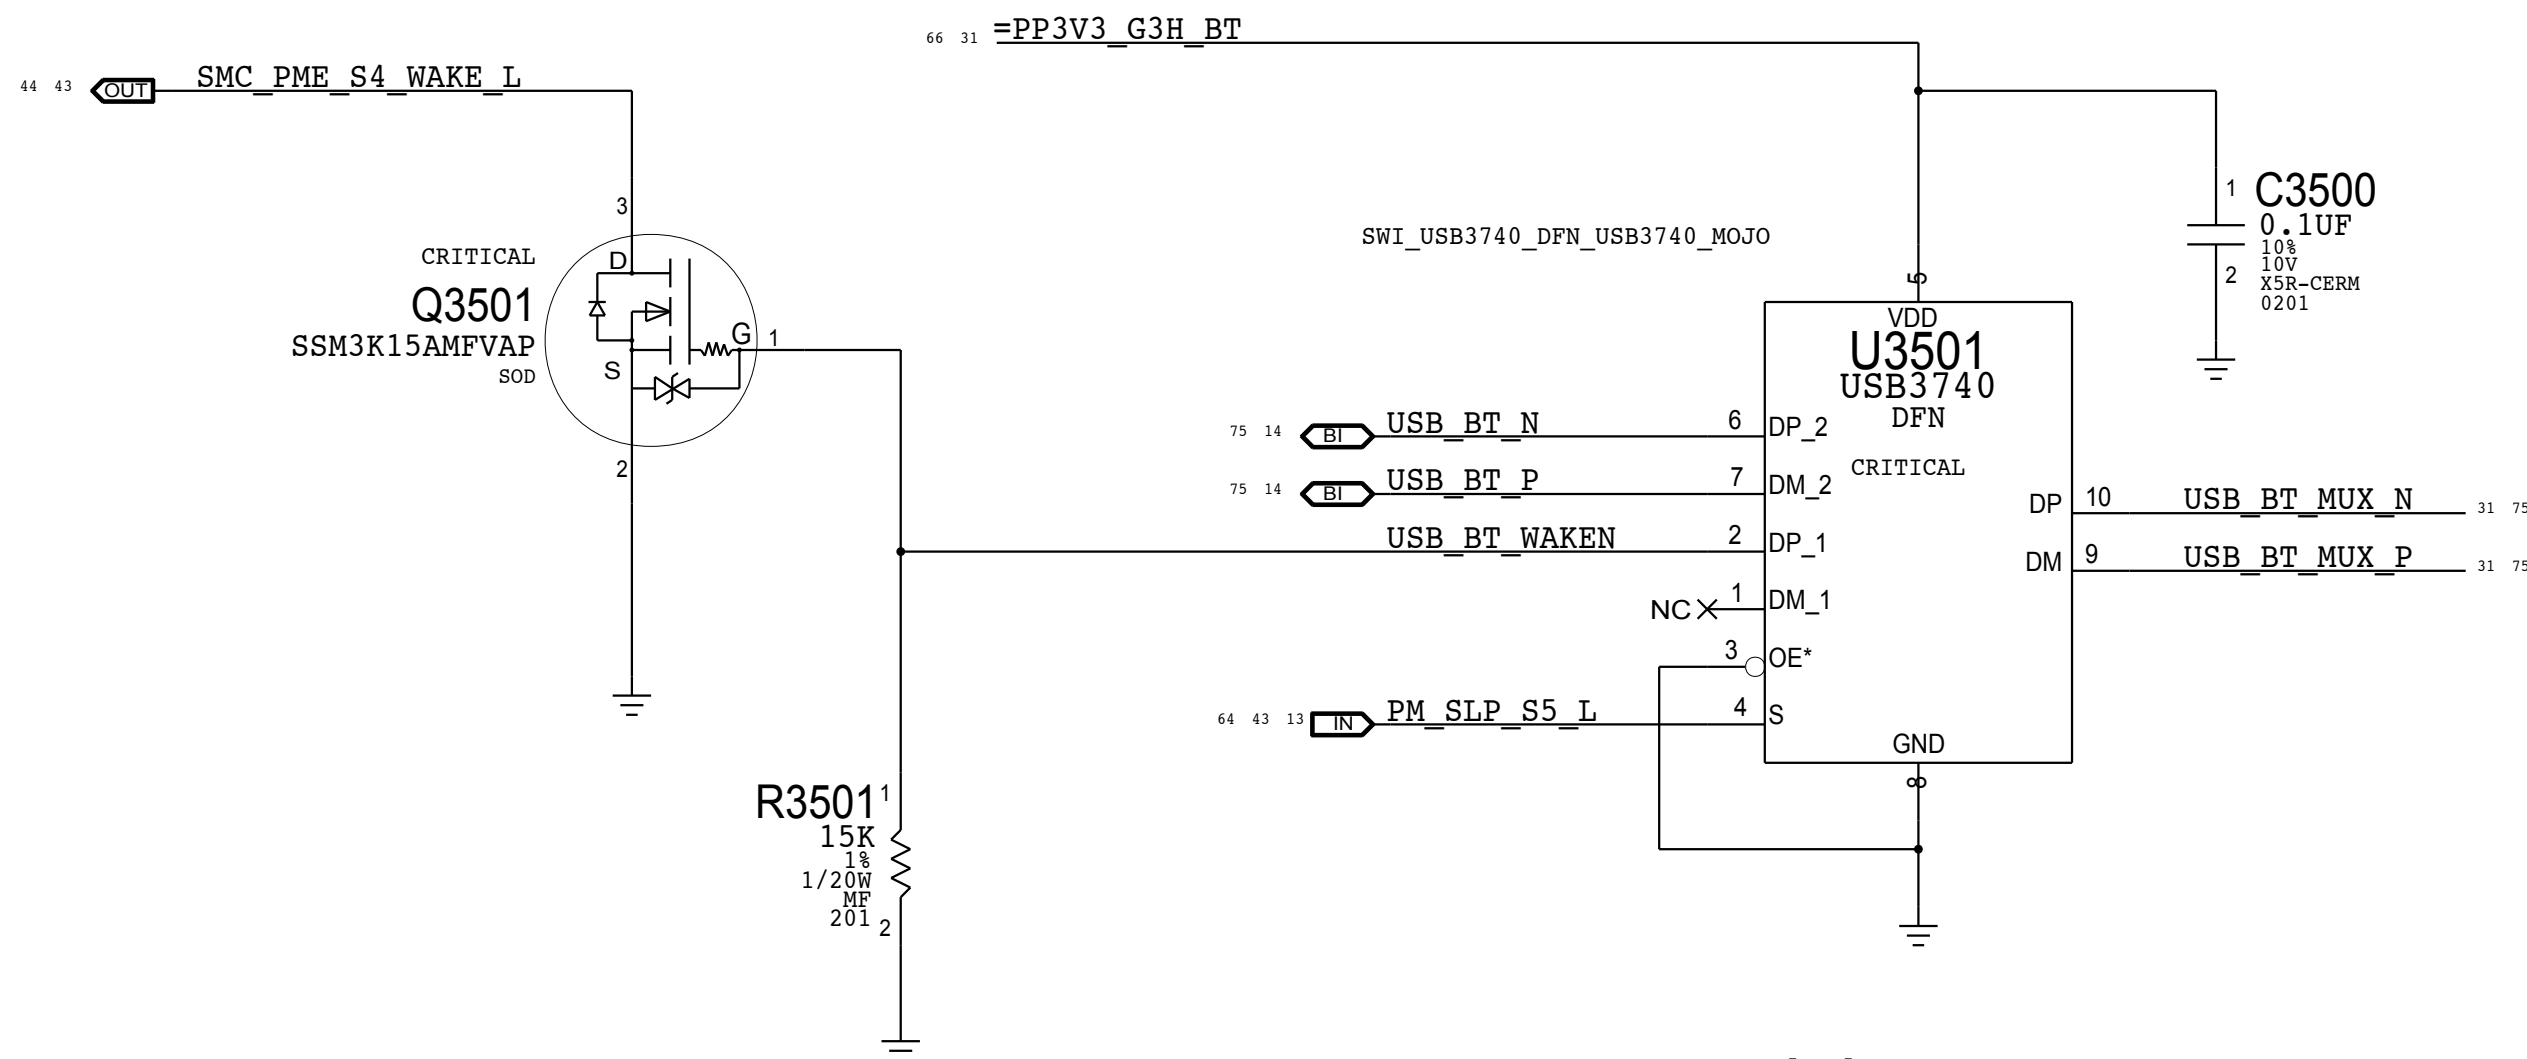 66 31 =PP3V3_G3H_BT
44 43 OUT SMC_PME_S4_WAKE_L
3
CRITICAL
D
Q3501
SSM3K15AMFVAP
SOD
G
1
S
2
1
C3500
0.1UF
10%
10V
X5R-CERM
0201
2
SWI_USB3740_DFN_USB3740_MOJO
5
VDD
U3501
USB3740
DFN
CRITICAL
75 14 BI USB_BT_N 6 DP_2
75 14 BI USB_BT_P 7 DM_2
USB_BT_WAKEN 2 DP_1
NC 1 DM_1
3 OE*
64 43 13 IN PM_SLP_S5_L 4 S
DP 10 USB_BT_MUX_N 31 75
DM 9 USB_BT_MUX_P 31 75
GND
8
R3501
1
15K
1%
1/20W
MF
201
2